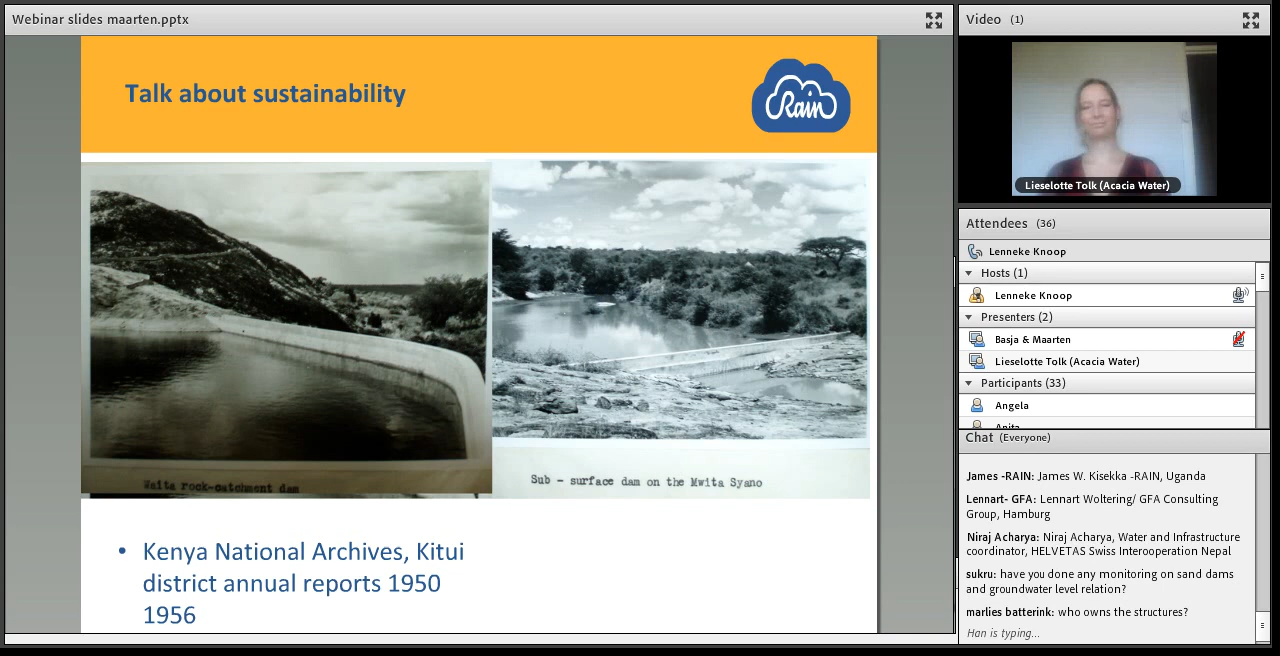 Webinar slides maarten.pptx
Talk about sustainability
Rain
Waita rock-catchment dam
Sub - surface dam on the Mwita Syano
• Kenya National Archives, Kitui
district annual reports 1950
1956
Video (1)
Lieselotte Tolk (Acacia Water)
Attendees (36)
Lenneke Knoop
Hosts (1)
Lenneke Knoop
Presenters (2)
Basja & Maarten
Lieselotte Tolk (Acacia Water)
Participants (33)
Angela
Anita
Chat (Everyone)
James -RAIN: James W. Kisekka -RAIN, Uganda
Lennart- GFA: Lennart Woltering/ GFA Consulting
Group, Hamburg
Niraj Acharya: Niraj Acharya, Water and Infrastructure
coordinator, HELVETAS Swiss Interooperation Nepal
sukru: have you done any monitoring on sand dams
and groundwater level relation?
marlies batterink: who owns the structures?
Han is typing...